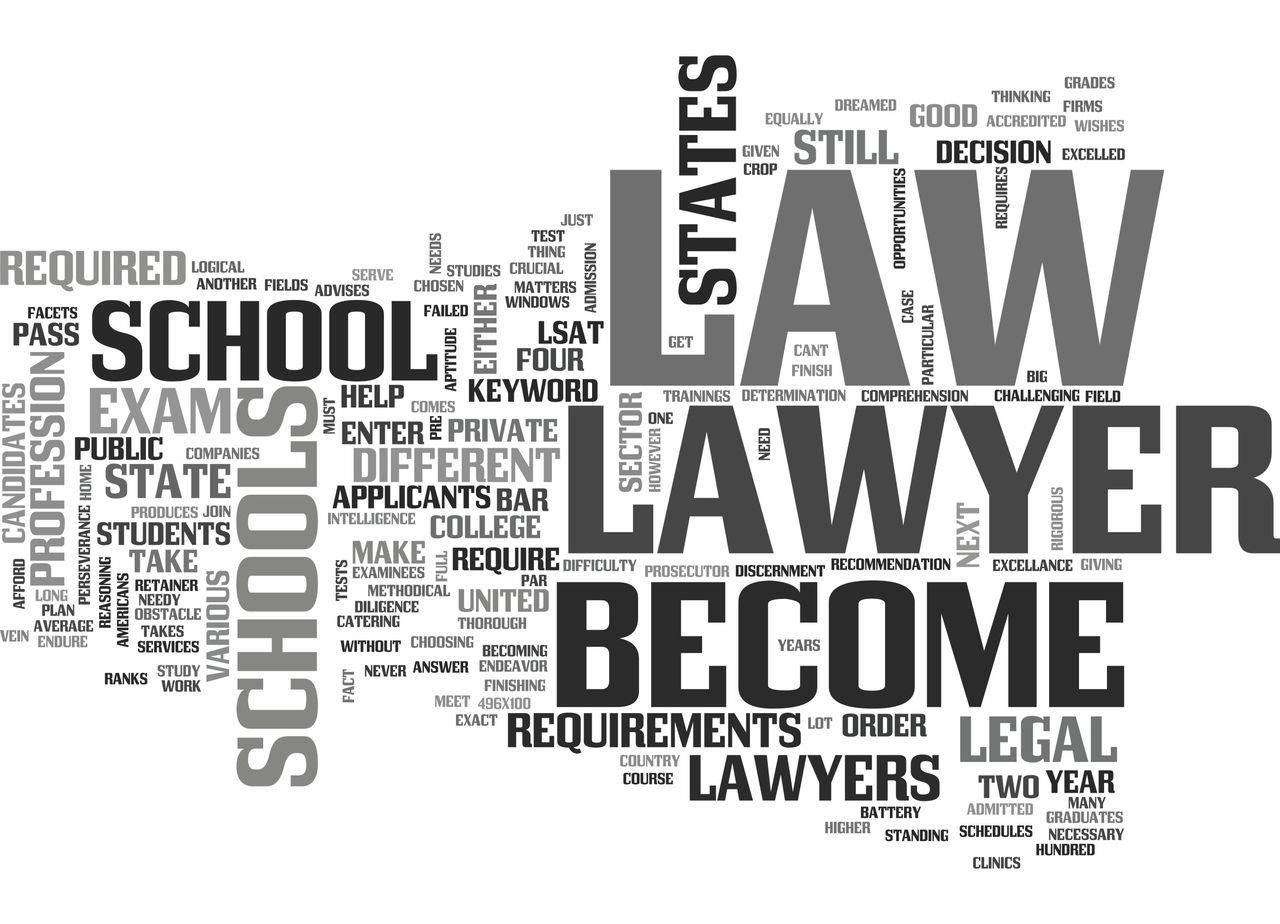 STATES
GRADES
THINKING
DREAMED
FIRMS
GOOD
EQUALLY
ACCREDITED
WISHES
STILL
GIVEN
DECISION
EXCELLED
CROP
LAW
OPPORTUNITIES
REQUIRES
CASE
PARTICULAR
GET
CANT
FINISH
BIG
JUST
TEST
THING
NEEDS
ADMISSION
REQUIRED
LOGICAL
ANOTHER
FIELDS
ADVISES
SERVE
STUDIES
CRUCIAL
CHOSEN
MATTERS
WINDOWS
FACETS
PASS
SCHOOL
FAILED
EITHER
LSAT
FOUR
APTITUDE
KEYWORD
TRAININGS
DETERMINATION
COMPREHENSION
CHALLENGING
FIELD
CANDIDATES
PROFESSION
EXAM
SCHOOLS
MUST
HELP
COMES
ENTER
PRE
PRIVATE
SECTOR
HOWEVER
ONE
LAWYER
NEED
NEXT
RIGOROUS
PUBLIC
COMPANIES
DIFFERENT
HOME
STATE
APPLICANTS
BAR
PRODUCES
JOIN
INTELLIGENCE
COLLEGE
STUDENTS
PERSEVERANCE
TAKE
MAKE
REQUIRE
DIFFICULTY
PROSECUTOR
DISCERNMENT
RECOMMENDATION
EXCELLANCE
GIVING
AFFORD
LONG
PLAN
AVERAGE
VEIN
ENDURE
REASONING
AMERICANS
RETAINER
NEEDY
OBSTACLE
TAKES
SERVICES
VARIOUS
TESTS
EXAMINEES
FULL
PAR
METHODICAL
UNITED
DILIGENCE
CATERING
THOROUGH
BECOME
YEARS
WITHOUT
CHOOSING
BECOMING
RANKS
STUDY
WORK
FACT
NEVER
ANSWER
ENDEAVOR
FINISHING
MEET
496X100
EXACT
REQUIREMENTS
LOT
ORDER
LEGAL
COUNTRY
COURSE
LAWYERS
TWO
YEAR
BATTERY
ADMITTED
MANY
GRADUATES
HIGHER
STANDING
SCHEDULES
NECESSARY
HUNDRED
CLINICS